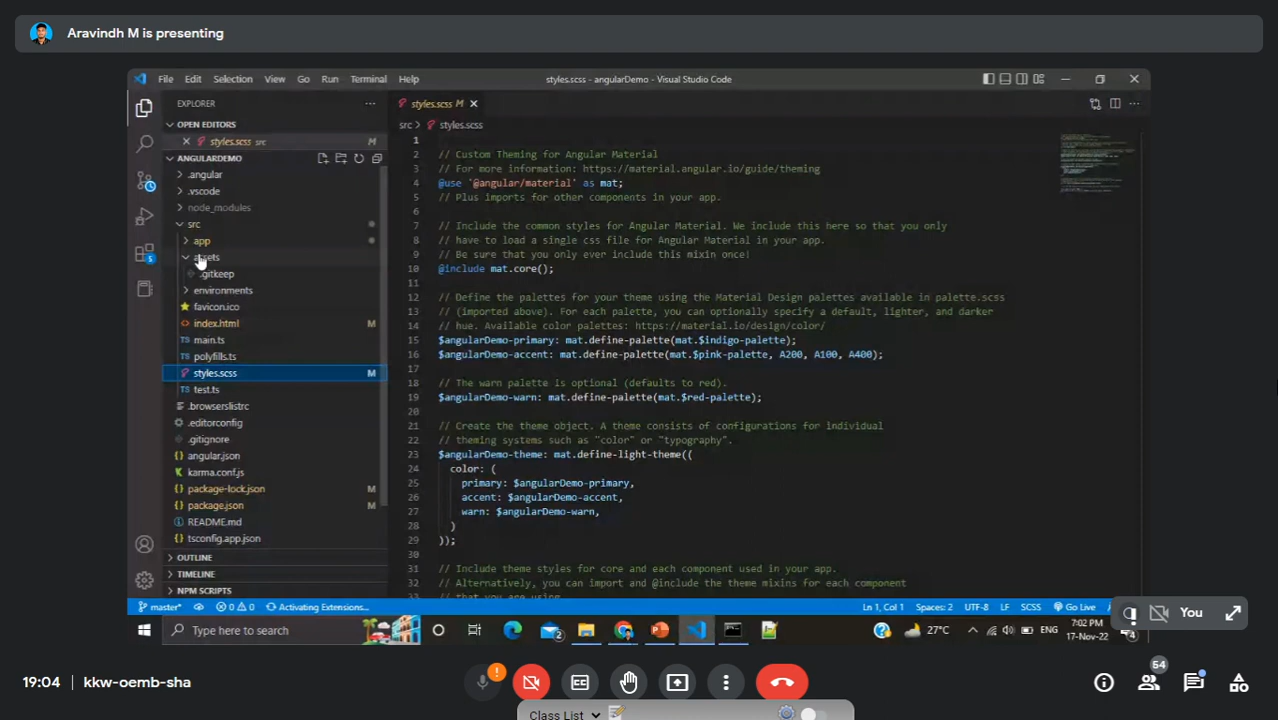 Aravindh M is presenting
File Edit Selection View Go Run Terminal Help
styles.scss - angularDemo - Visual Studio Code
EXPLORER
OPEN EDITORS
styles.scss src M
ANGULARDEMO
.angular
.vscode
node_modules
src
app
assets
.gitkeep
environments
favicon.ico
index.html M
main.ts
polyfills.ts
styles.scss M
test.ts
.browserslistrc
.editorconfig
.gitignore
angular.json
karma.conf.js
package-lock.json M
package.json M
README.md
tsconfig.app.json
OUTLINE
TIMELINE
NPM SCRIPTS
styles.scss M
src > styles.scss
1
2 // Custom Theming for Angular Material
3 // For more information: https://material.angular.io/guide/theming
4 @use '@angular/material' as mat;
5 // Plus imports for other components in your app.
6
7 // Include the common styles for Angular Material. We include this here so that you only
8 // have to load a single css file for Angular Material in your app.
9 // Be sure that you only ever include this mixin once!
10 @include mat.core();
11
12 // Define the palettes for your theme using the Material Design palettes available in palette.scss
13 // (imported above). For each palette, you can optionally specify a default, lighter, and darker
14 // hue. Available color palettes: https://material.io/design/color/
15 $angularDemo-primary: mat.define-palette(mat.$indigo-palette);
16 $angularDemo-accent: mat.define-palette(mat.$pink-palette, A200, A100, A400);
17
18 // The warn palette is optional (defaults to red).
19 $angularDemo-warn: mat.define-palette(mat.$red-palette);
20
21 // Create the theme object. A theme consists of configurations for individual
22 // theming systems such as "color" or "typography".
23 $angularDemo-theme: mat.define-light-theme((
24 color: (
25 primary: $angularDemo-primary,
26 accent: $angularDemo-accent,
27 warn: $angularDemo-warn,
28 )
29 ));
30
31 // Include theme styles for core and each component used in your app.
32 // Alternatively, you can import and @include the theme mixins for each component
33 // that you are using.
master* 0 0 Activating Extensions...
Ln 1, Col 1 Spaces: 2 UTF-8 LF SCSS Go Live
You
Type here to search
27°C ENG 7:02 PM
17-Nov-22
19:04 | kkw-oemb-sha
54
Class List